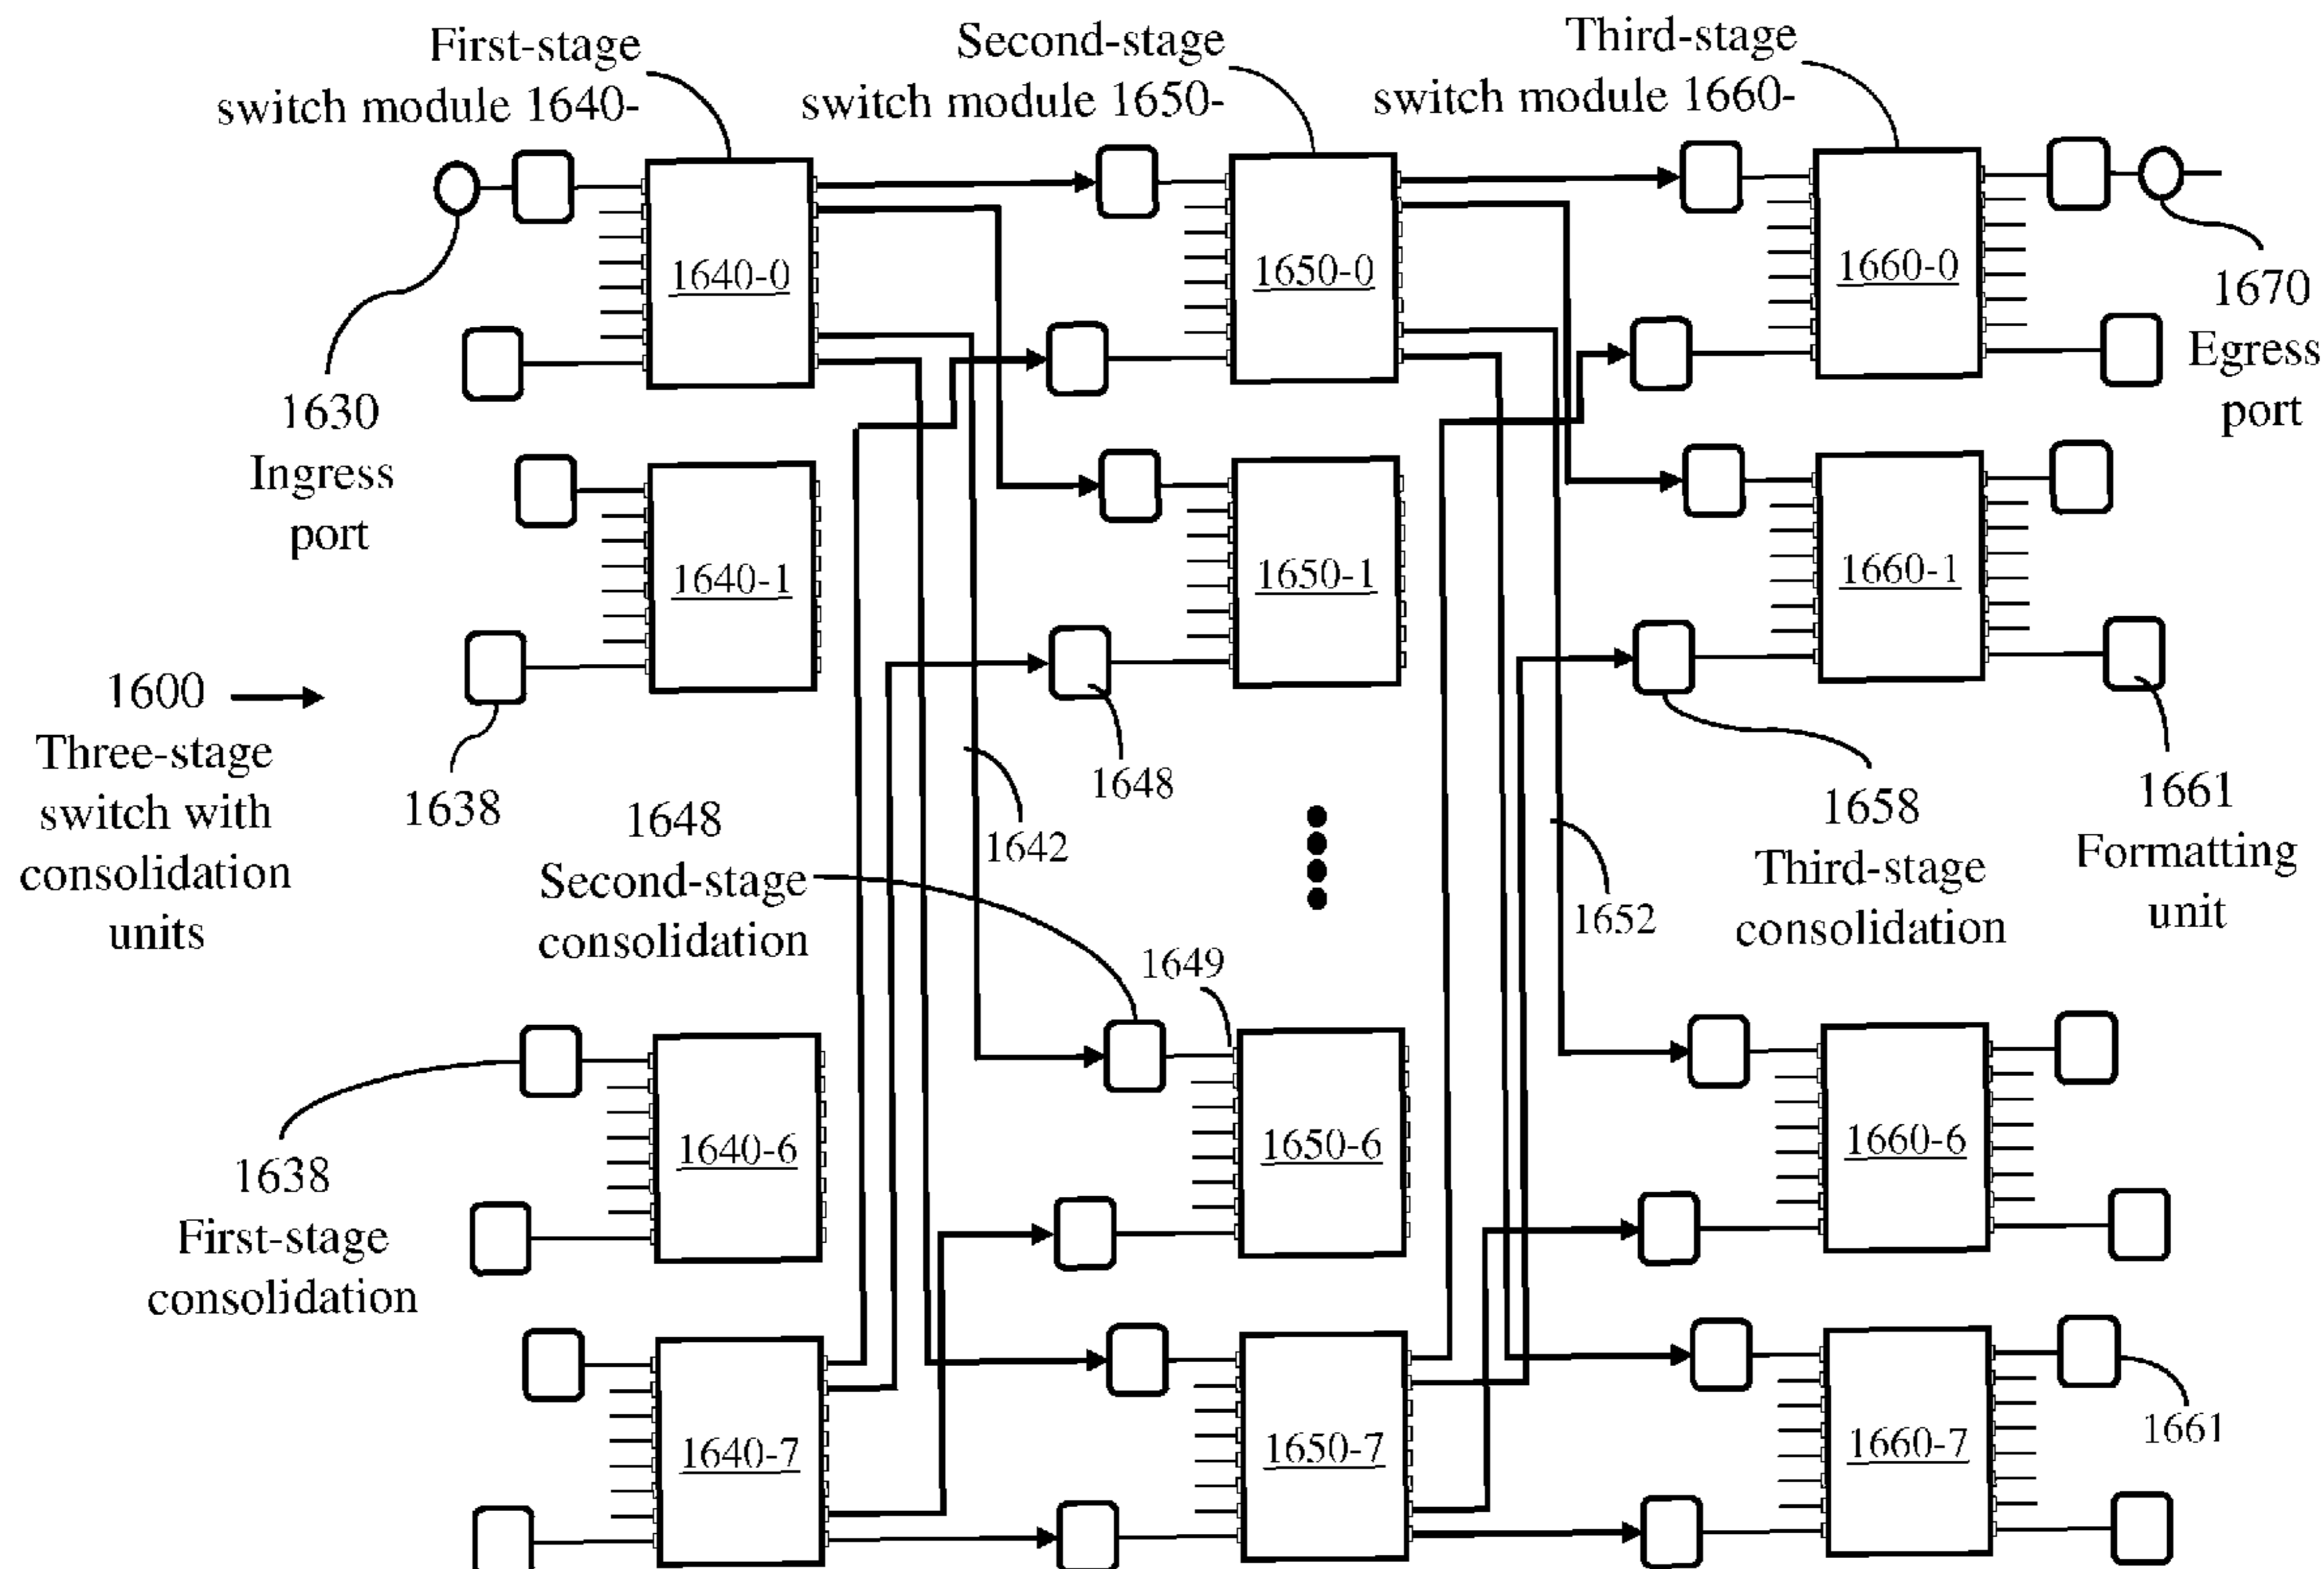 First-stage
switch module 1640-
Second-stage
switch module 1650-
Third-stage
switch module 1660-
1640-0
1650-0
1660-0
1670
Egress
port
1630
Ingress
port
1640-1
1650-1
1660-1
1600
Three-stage
switch with
consolidation
units
1638
1648
Second-stage
consolidation
1642
1648
1649
1652
1658
Third-stage
consolidation
1661
Formatting
unit
1640-6
1650-6
1660-6
1638
First-stage
consolidation
1640-7
1650-7
1660-7
1661